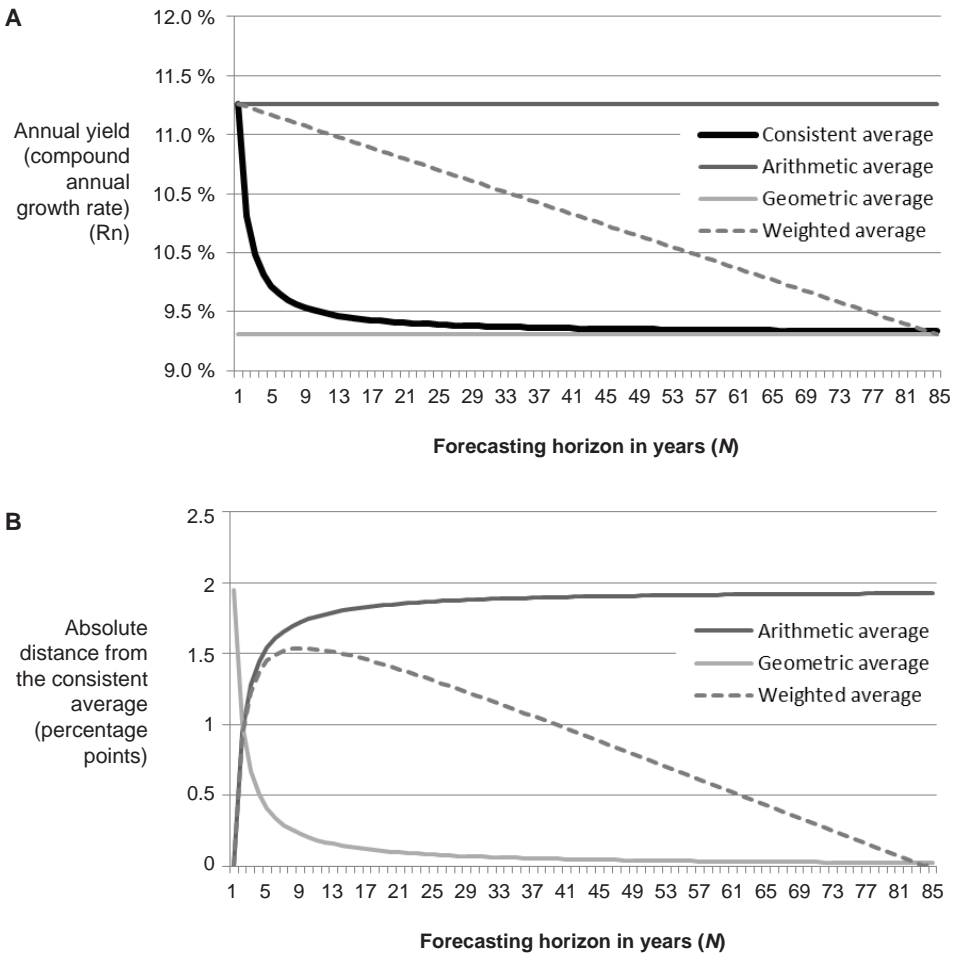 A
12.0 %
11.5 %
11.0 %
10.5 %
10.5 %
9.5 %
9.0 %
Annual yield
(compound
annual
growth rate)
(Rn)
Consistent average
Arithmetic average
Geometric average
Weighted average
1 5 9 13 17 21 25 29 33 37 41 45 49 53 57 61 65 69 73 77 81 85
Forecasting horizon in years (N)
B
2.5
2
1.5
1
0.5
0
Absolute
distance from
the consistent
average
(percentage
points)
Arithmetic average
Geometric average
Weighted average
1 5 9 13 17 21 25 29 33 37 41 45 49 53 57 61 65 69 73 77 81 85
Forecasting horizon in years (N)